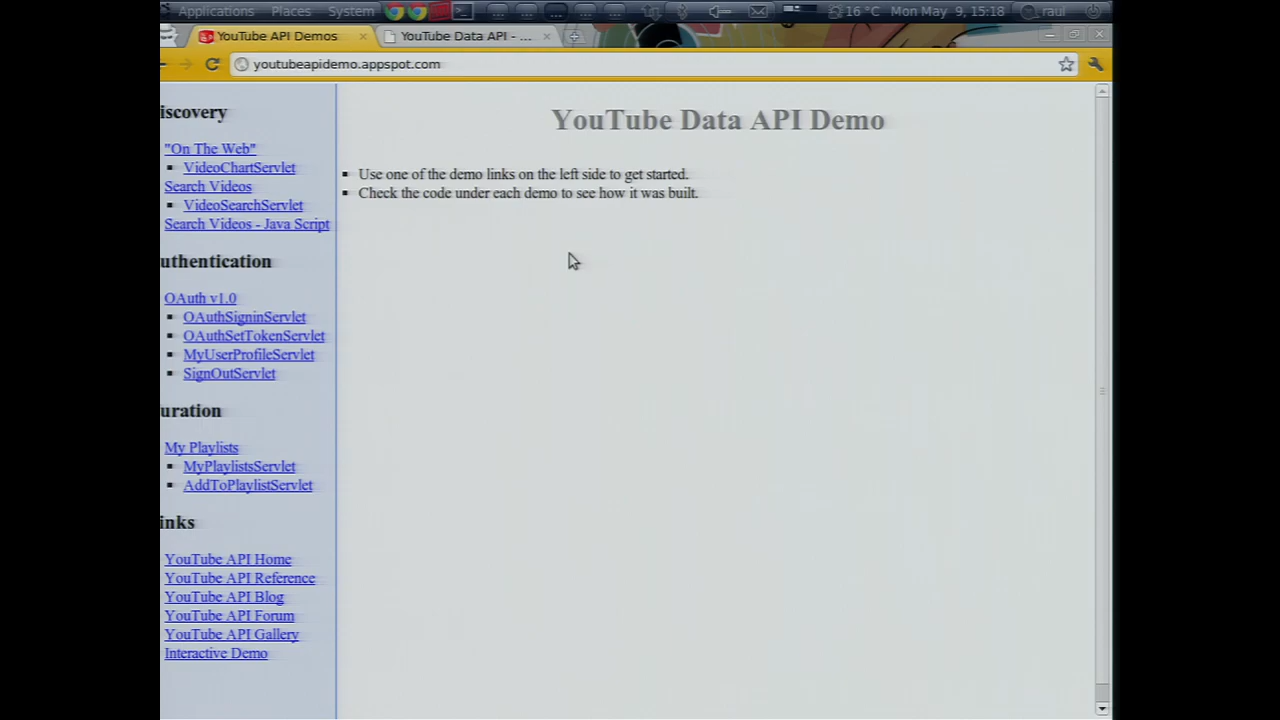 Applications Places System 16 °C Mon May 9, 15:18 raul
YouTube API Demos YouTube Data API - ...
youtubeapidemo.appspot.com
iscovery
"On The Web"
VideoChartServlet
Search Videos
VideoSearchServlet
Search Videos - Java Script
uthentication
OAuth v1.0
OAuthSigninServlet
OAuthSetTokenServlet
MyUserProfileServlet
SignOutServlet
uration
My Playlists
MyPlaylistsServlet
AddToPlaylistServlet
inks
YouTube API Home
YouTube API Reference
YouTube API Blog
YouTube API Forum
YouTube API Gallery
Interactive Demo
YouTube Data API Demo
Use one of the demo links on the left side to get started.
Check the code under each demo to see how it was built.